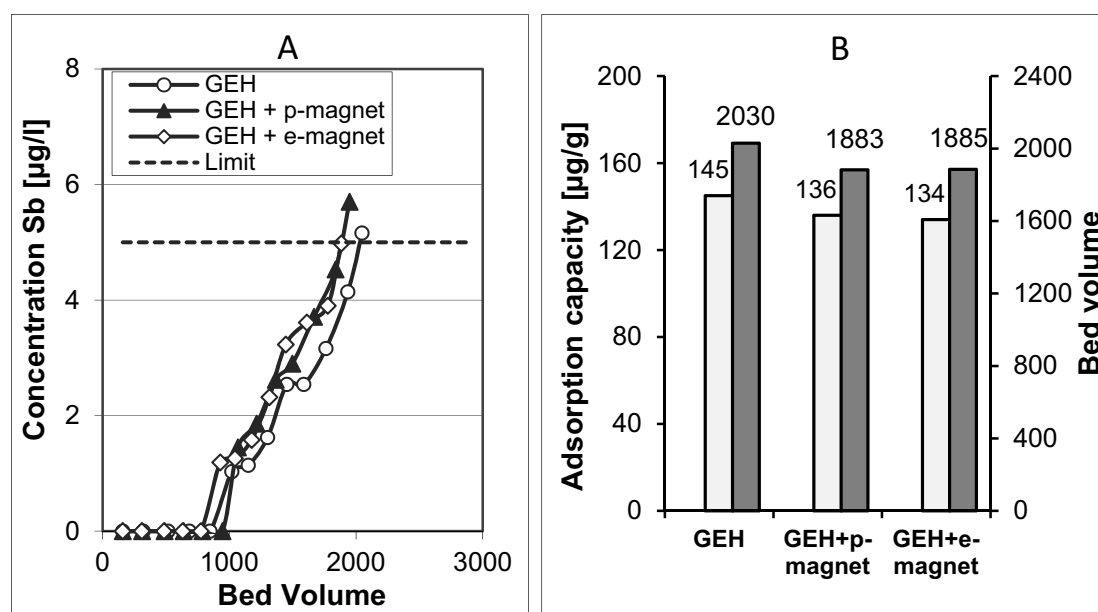 A
Concentration Sb [µg/l]
8
6
4
2
0
GEH
GEH + p-magnet
GEH + e-magnet
Limit
0 1000 2000 3000
Bed Volume
B
Adsorption capacity [µg/g]
200
160
120
80
40
0
145 2030
136 1883
134 1885
2400
2000
1600
1200
800
400
0
Bed volume
GEH GEH+p- GEH+e-
magnet magnet